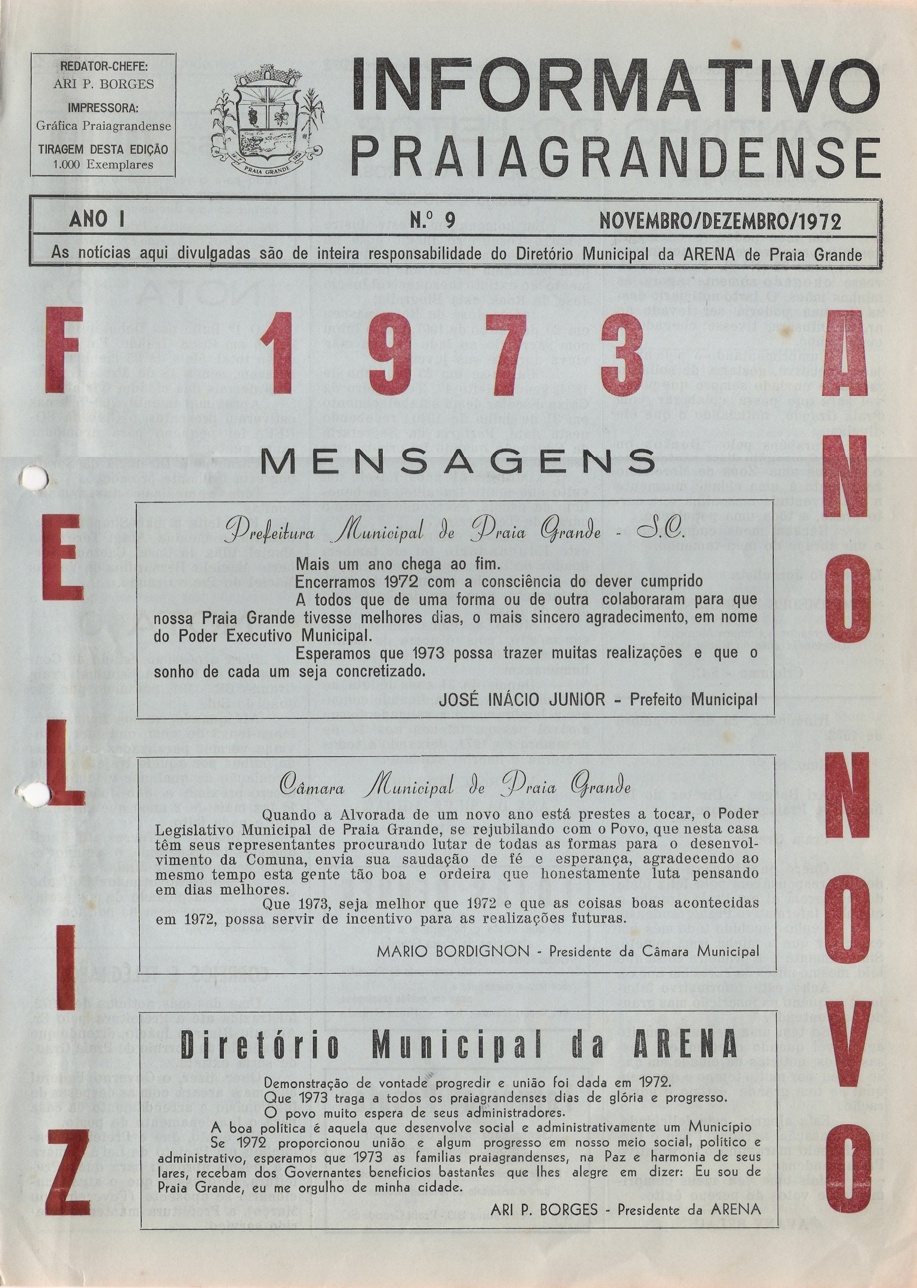 REDATOR-CHEFE:
ARI P. BORGES
IMPRESSORA:
Gráfica Praiagrandense
TIRAGEM DESTA EDIÇÃO
1.000 Exemplares
PRAIA GRANDE
INFORMATIVO
PRAIAGRANDENSE
ANO I N.º 9 NOVEMBRO/DEZEMBRO/1972
As notícias aqui divulgadas são de inteira responsabilidade do Diretório Municipal da ARENA de Praia Grande
FELIZ
1973
ANO NOVO
MENSAGENS
Prefeitura Municipal de Praia Grande - S.C.
Mais um ano chega ao fim.
Encerramos 1972 com a consciência do dever cumprido
A todos que de uma forma ou de outra colaboraram para que
nossa Praia Grande tivesse melhores dias, o mais sincero agradecimento, em nome
do Poder Executivo Municipal.
Esperamos que 1973 possa trazer muitas realizações e que o
sonho de cada um seja concretizado.
JOSÉ INÁCIO JUNIOR - Prefeito Municipal
Câmara Municipal de Praia Grande
Quando a Alvorada de um novo ano está prestes a tocar, o Poder
Legislativo Municipal de Praia Grande, se rejubilando com o Povo, que nesta casa
têm seus representantes procurando lutar de todas as formas para o desenvol-
vimento da Comuna, envia sua saudação de fé e esperança, agradecendo ao
mesmo tempo esta gente tão boa e ordeira que honestamente luta pensando
em dias melhores.
Que 1973, seja melhor que 1972 e que as coisas boas acontecidas
em 1972, possa servir de incentivo para as realizações futuras.
MARIO BORDIGNON - Presidente da Câmara Municipal
Diretório Municipal da ARENA
Demonstração de vontade progredir e união foi dada em 1972.
Que 1973 traga a todos os praiagrandenses dias de glória e progresso.
O povo muito espera de seus administradores.
A boa política é aquela que desenvolve social e administrativamente um Município
Se 1972 proporcionou união e algum progresso em nosso meio social, político e
administrativo, esperamos que 1973 as familias praiagrandenses, na Paz e harmonia de seus
lares, recebam dos Governantes beneficios bastantes que lhes alegre em dizer: Eu sou de
Praia Grande, eu me orgulho de minha cidade.
ARI P. BORGES - Presidente da ARENA